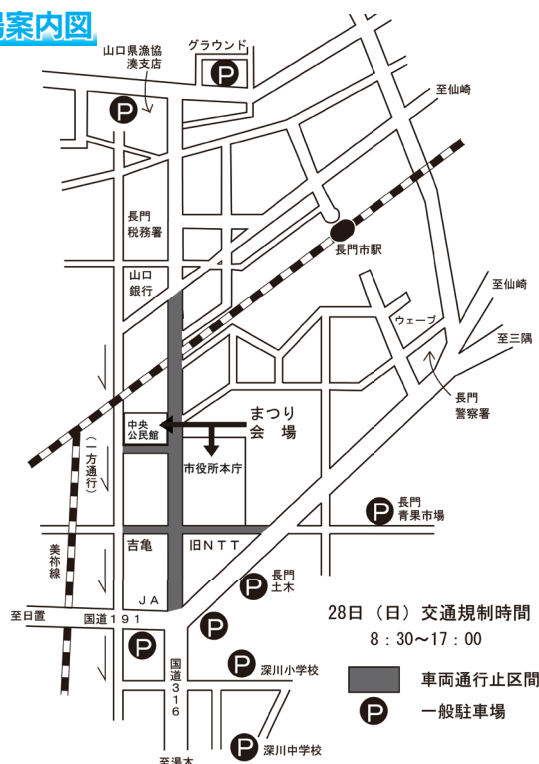 場案内図
山口県漁協
湊支店
グラウンド
P
P
至仙崎
長門
税務署
長門市駅
山口
銀行
至仙崎
ウェーブ
至三隅
長門
警察署
まつり
会場
中央
公民館
(一方通行)
市役所本庁
P
長門
青果市場
吉亀
旧NTT
美祢線
長門
土木
P
JA
28日(日)交通規制時間
8:30~17:00
至日置
国道191
P
P
国道316
P
深川小学校
車両通行止区間
P
一般駐車場
P
深川中学校
至湯本